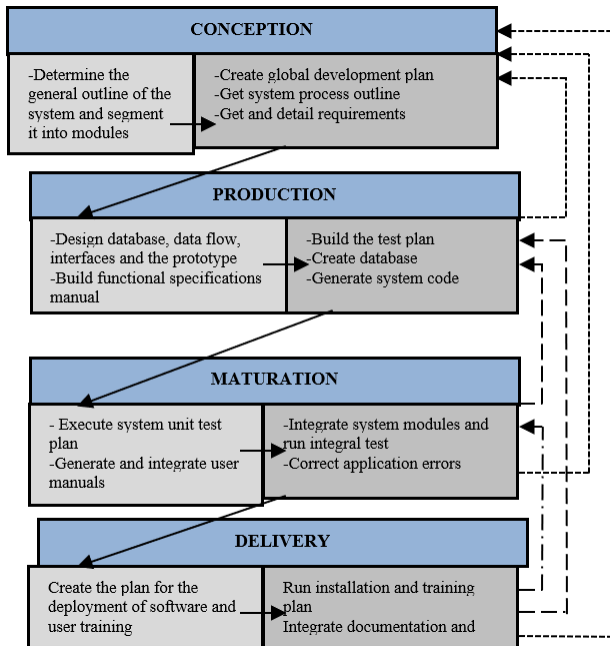 CONCEPTION
-Determine the
general outline of the
system and segment
it into modules
-Create global development plan
-Get system process outline
-Get and detail requirements
PRODUCTION
-Design database, data flow,
interfaces and the prototype
-Build functional specifications
manual
-Build the test plan
-Create database
-Generate system code
MATURATION
- Execute system unit test
plan
-Generate and integrate user
manuals
-Integrate system modules and
run integral test
-Correct application errors
DELIVERY
Create the plan for the
deployment of software and
user training
Run installation and training
plan
Integrate documentation and